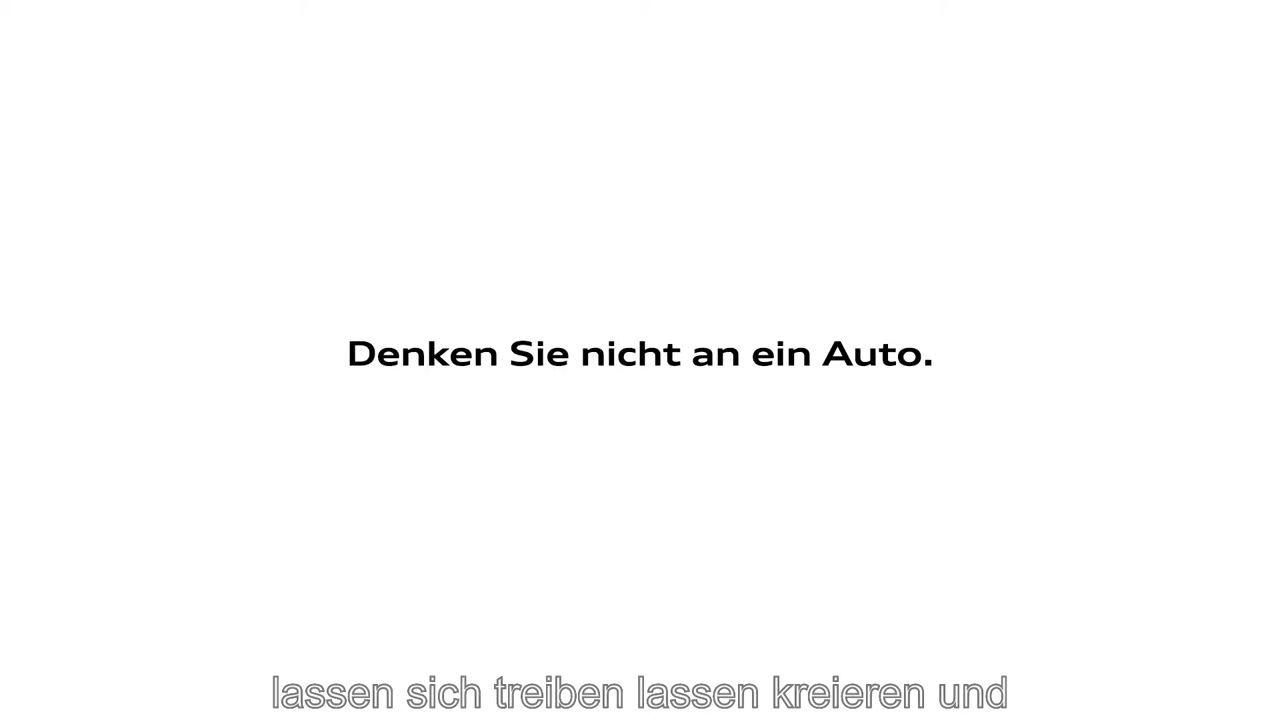 Denken Sie nicht an ein Auto.
lassen sich treiben lassen kreieren und